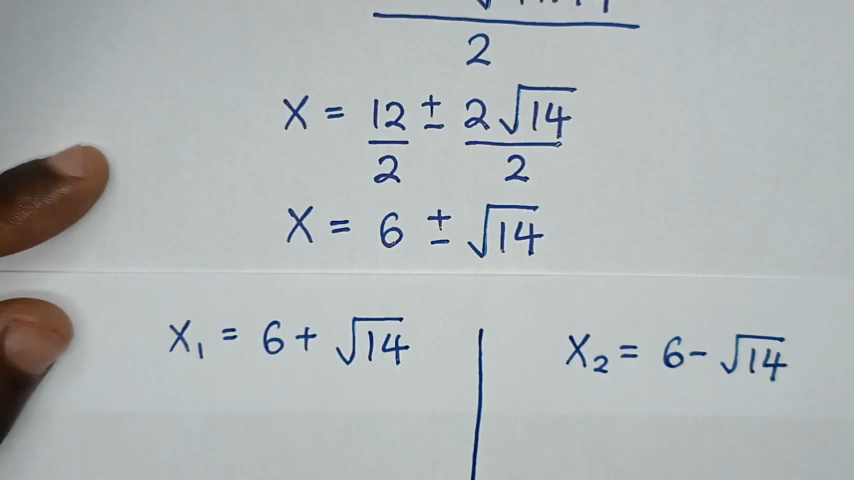 2
X = 12/2 ± 2√14/2
X = 6 ± √14
X₁ = 6 + √14
X₂ = 6 - √14